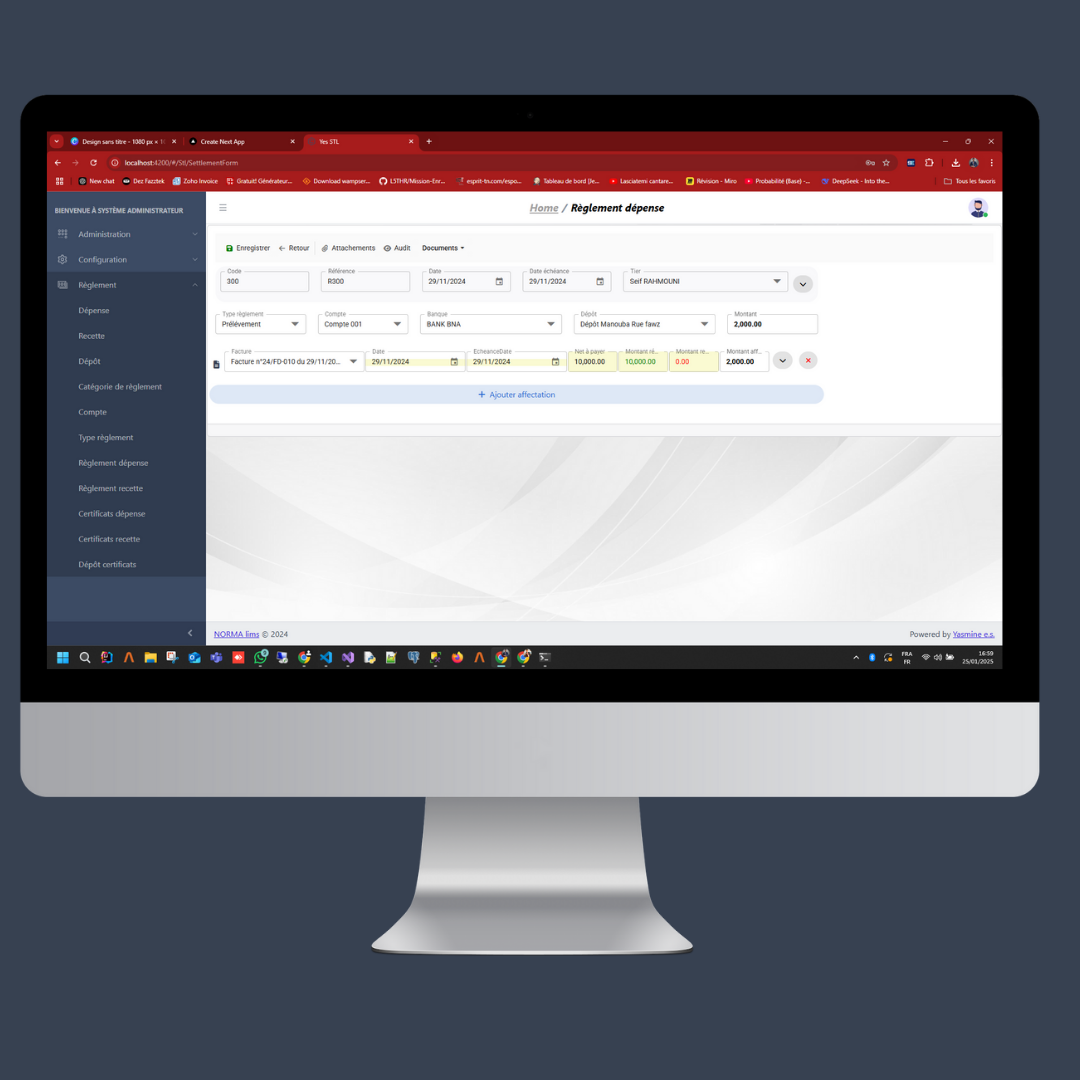 Design sans titre - 1080 px × 10
Create Next App
Yes STL
localhost:4200/#/Stl/SettlementForm
New chat
Dez Fazztek
Zoho Invoice
Gratuit! Générateur...
Download wampser...
L5THR/Mission-Enr...
esprit-tn.com/espo...
Tableau de bord [Je...
Lasciatemi cantare...
Révision - Miro
Probabilité (Base) -...
DeepSeek - Into the...
Tous les favoris
BIENVENUE À SYSTÈME ADMINISTRATEUR
Home / Règlement dépense
Administration
Configuration
Règlement
Dépense
Recette
Dépôt
Catégorie de règlement
Compte
Type règlement
Règlement dépense
Règlement recette
Certificats dépense
Certificats recette
Dépôt certificats
Enregistrer Retour Attachements Audit Documents
Code Référence Date Date échéance Tier
300 R300 29/11/2024 29/11/2024 Seif RAHMOUNI
Type règlement Compte Banque Dépôt Montant
Prélèvement Compte 001 BANK BNA Dépôt Manouba Rue fawz 2,000.00
Facture Date EcheanceDate Net à payer Montant ré... Montant re... Montant aff...
Facture n°24/FD-010 du 29/11/20... 29/11/2024 29/11/2024 10,000.00 10,000.00 0.00 2,000.00
+ Ajouter affectation
NORMA lims © 2024
Powered by Yasmine e.s.
FRA
FR
16:59
25/01/2025